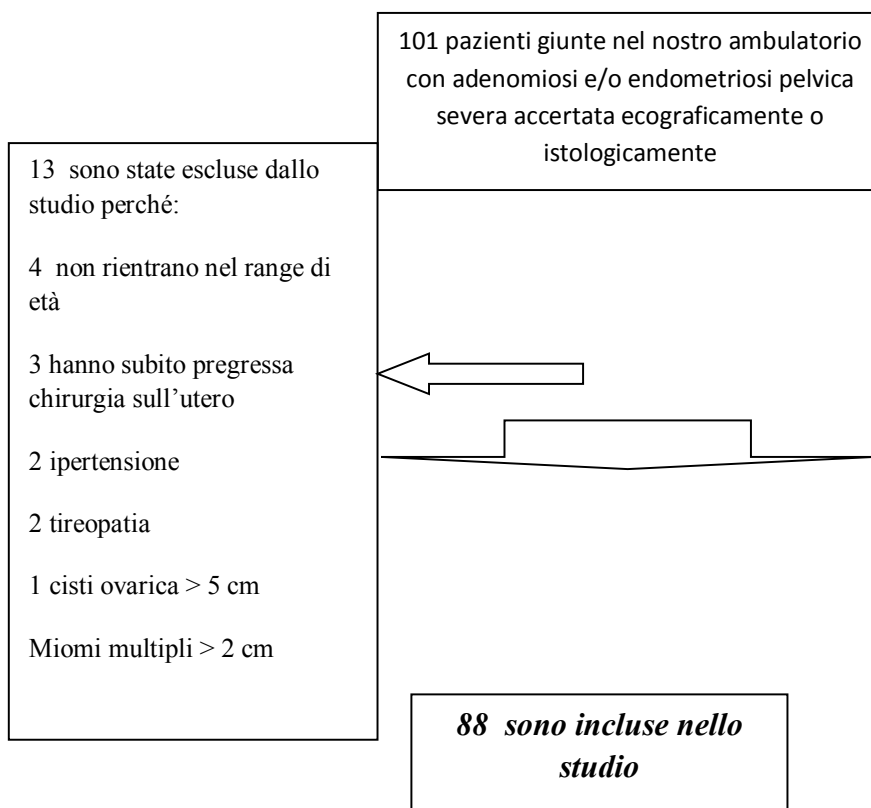 101 pazienti giunte nel nostro ambulatorio
con adenomiosi e/o endometriosi pelvica
severa accertata ecograficamente o
istologicamente
13 sono state escluse dallo
studio perché:
4 non rientrano nel range di
età
3 hanno subito pregressa
chirurgia sull’utero
2 ipertensione
2 tireopatia
1 cisti ovarica > 5 cm
Miomi multipli > 2 cm
88 sono incluse nello
studio